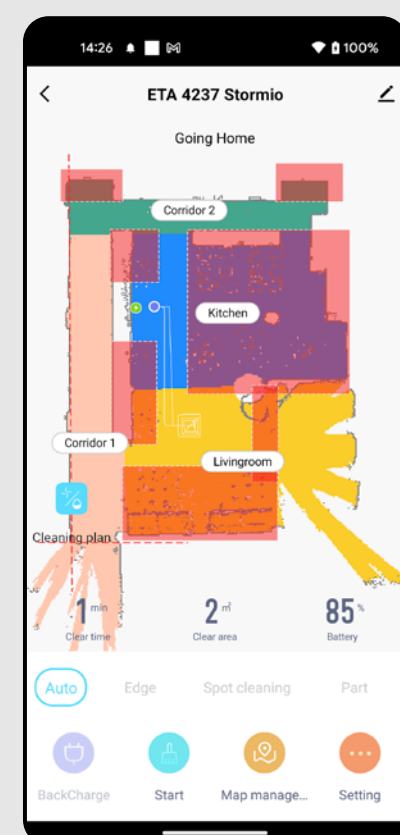 14:26
100%
ETA 4237 Stormio
Going Home
Corridor 2
Kitchen
Corridor 1
Livingroom
Cleaning plan
1 min
2 ㎡
85 %
Clear time
Clear area
Battery
Auto
Edge
Spot cleaning
Part
BackCharge
Start
Map manage...
Setting